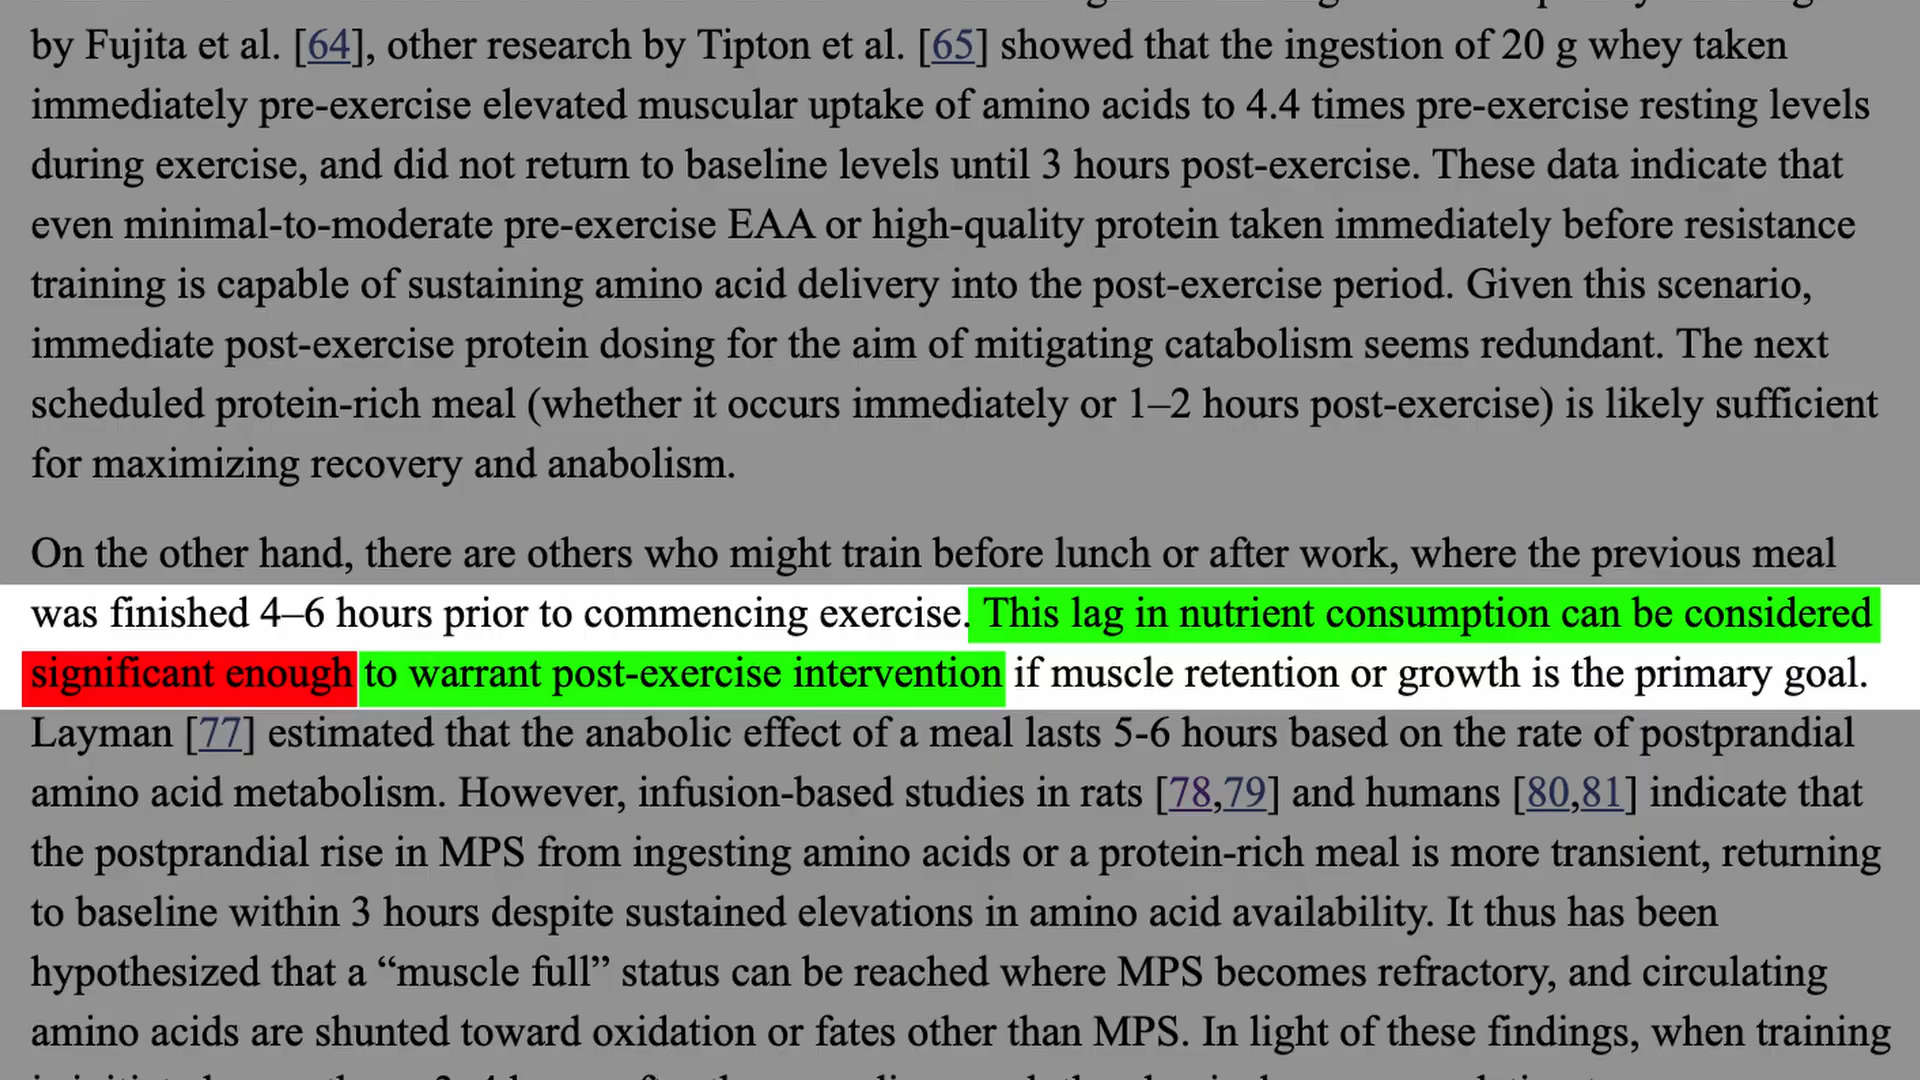 by Fujita et al. [64], other research by Tipton et al. [65] showed that the ingestion of 20 g whey taken
immediately pre-exercise elevated muscular uptake of amino acids to 4.4 times pre-exercise resting levels
during exercise, and did not return to baseline levels until 3 hours post-exercise. These data indicate that
even minimal-to-moderate pre-exercise EAA or high-quality protein taken immediately before resistance
training is capable of sustaining amino acid delivery into the post-exercise period. Given this scenario,
immediate post-exercise protein dosing for the aim of mitigating catabolism seems redundant. The next
scheduled protein-rich meal (whether it occurs immediately or 1–2 hours post-exercise) is likely sufficient
for maximizing recovery and anabolism.
On the other hand, there are others who might train before lunch or after work, where the previous meal
was finished 4–6 hours prior to commencing exercise. This lag in nutrient consumption can be considered
significant enough to warrant post-exercise intervention if muscle retention or growth is the primary goal.
Layman [77] estimated that the anabolic effect of a meal lasts 5-6 hours based on the rate of postprandial
amino acid metabolism. However, infusion-based studies in rats [78,79] and humans [80,81] indicate that
the postprandial rise in MPS from ingesting amino acids or a protein-rich meal is more transient, returning
to baseline within 3 hours despite sustained elevations in amino acid availability. It thus has been
hypothesized that a “muscle full” status can be reached where MPS becomes refractory, and circulating
amino acids are shunted toward oxidation or fates other than MPS. In light of these findings, when training